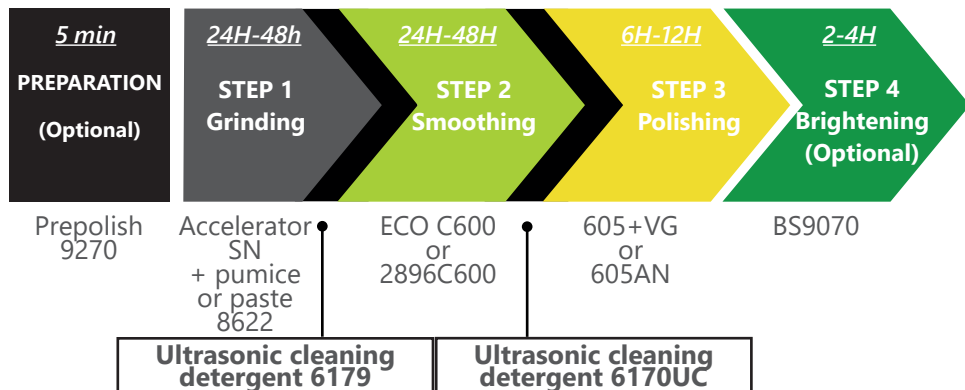 5 min
PREPARATION
(Optional)
24H-48h
STEP 1
Grinding
24H-48H
STEP 2
Smoothing
6H-12H
STEP 3
Polishing
2-4H
STEP 4
Brightening
(Optional)
Prepolish
9270
Accelerator
SN
+ pumice
or paste
8622
ECO C600
or
2896C600
605+VG
or
605AN
BS9070
Ultrasonic cleaning
detergent 6179
Ultrasonic cleaning
detergent 6170UC